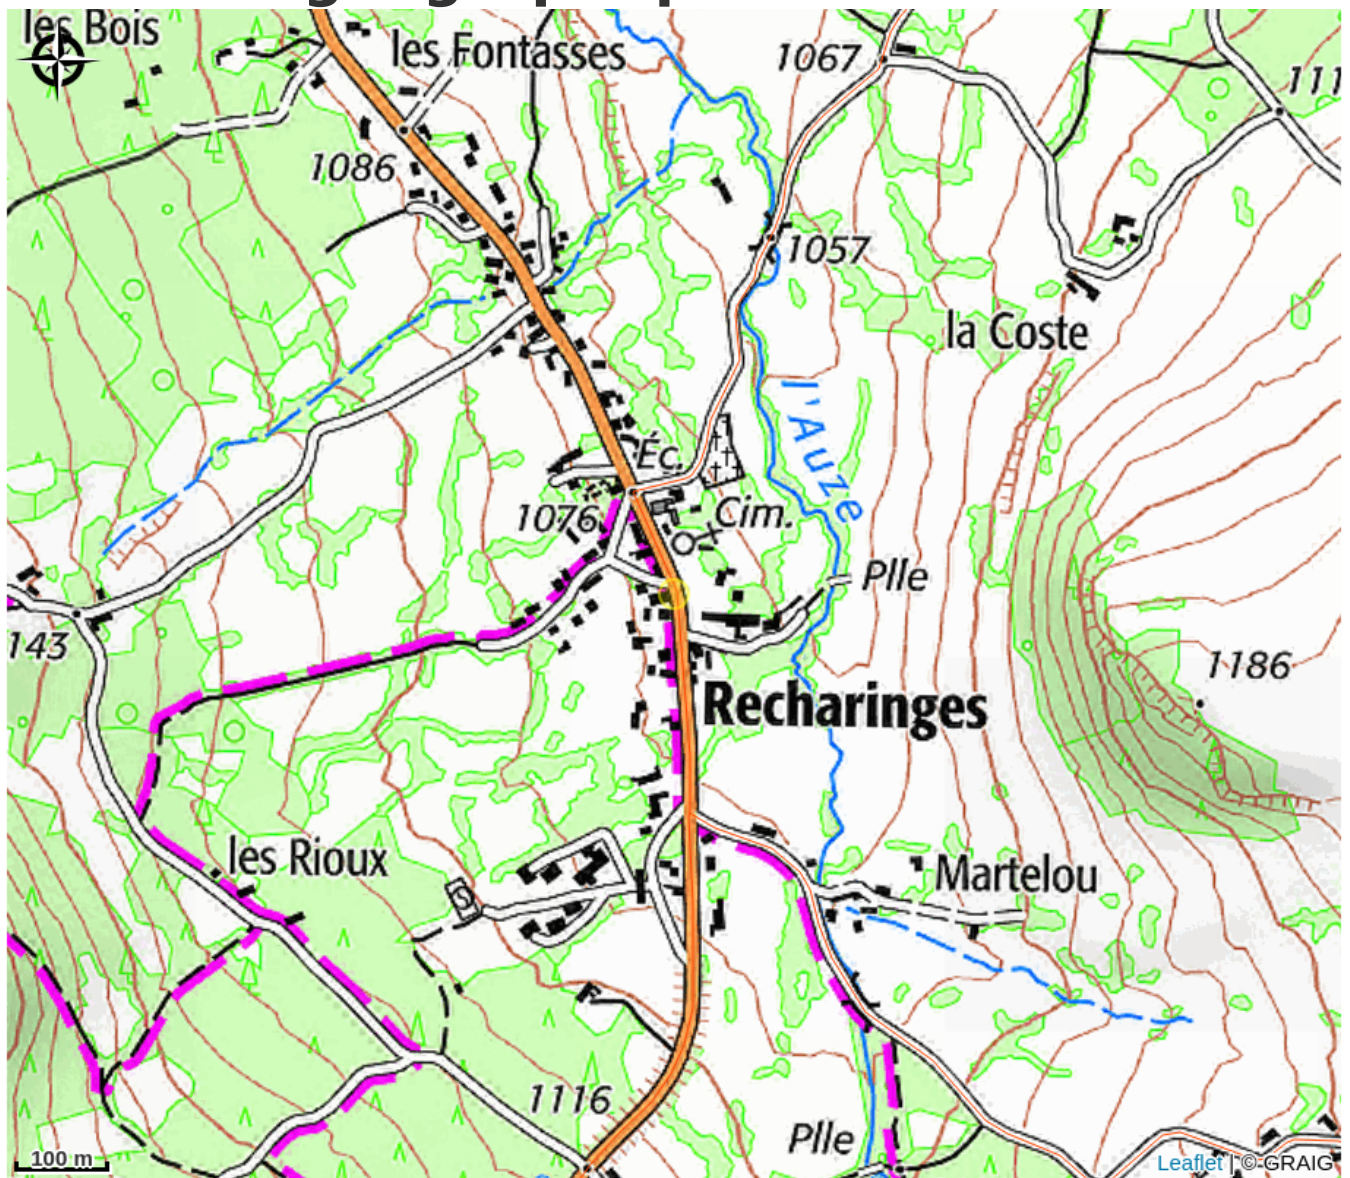 les Bois
les Fontasses
1067
111
1086
1057
la Coste
l'Auze
Éc.
1076
Cim.
Plle
143
1186
Recharinges
les Rioux
Martelou
S
1116
Plle
100 m
Leaflet | © GRAIG